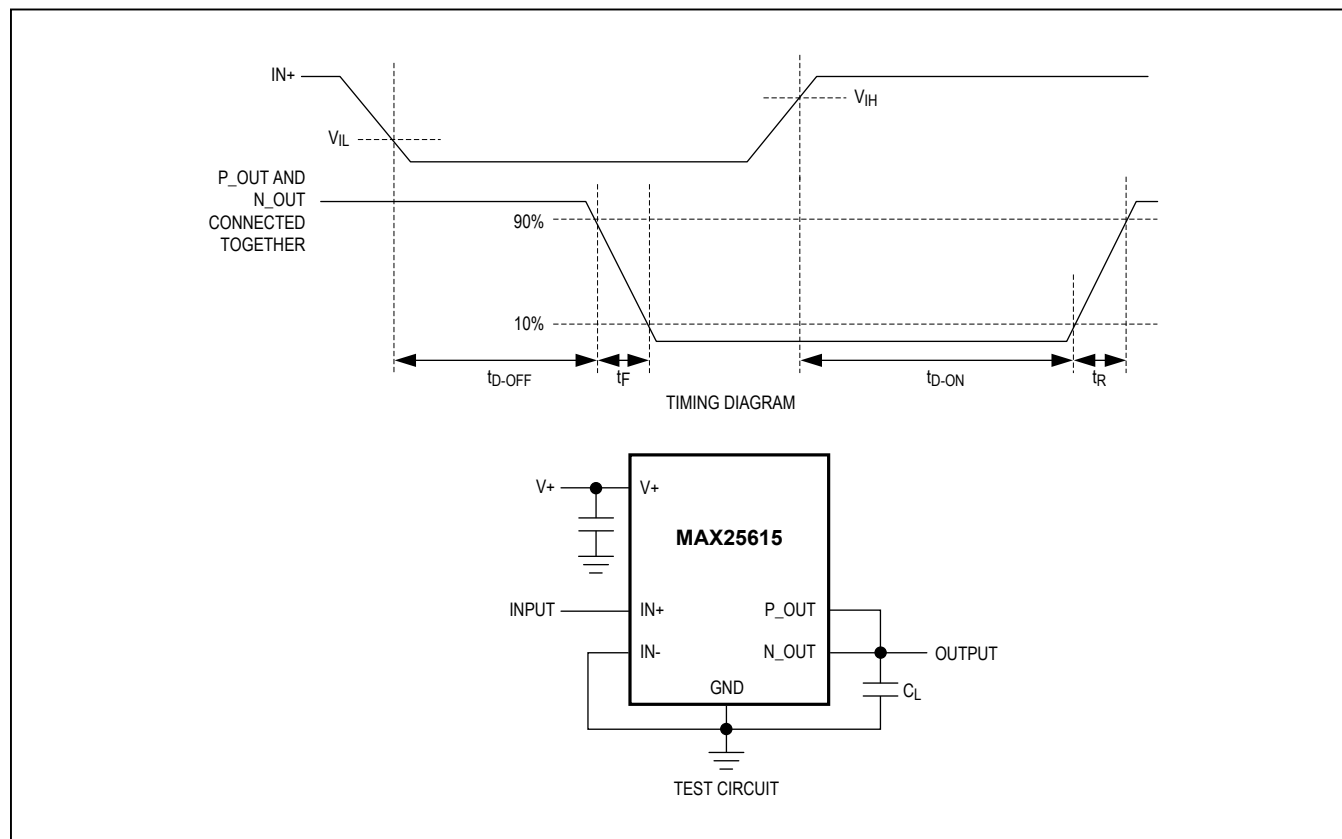 IN+
VIH
VIL
P_OUT AND
N_OUT
CONNECTED
TOGETHER
90%
10%
tD-OFF
tF
tD-ON
tR
TIMING DIAGRAM
V+
V+
MAX25615
INPUT
IN+
P_OUT
IN-
N_OUT
OUTPUT
GND
CL
TEST CIRCUIT